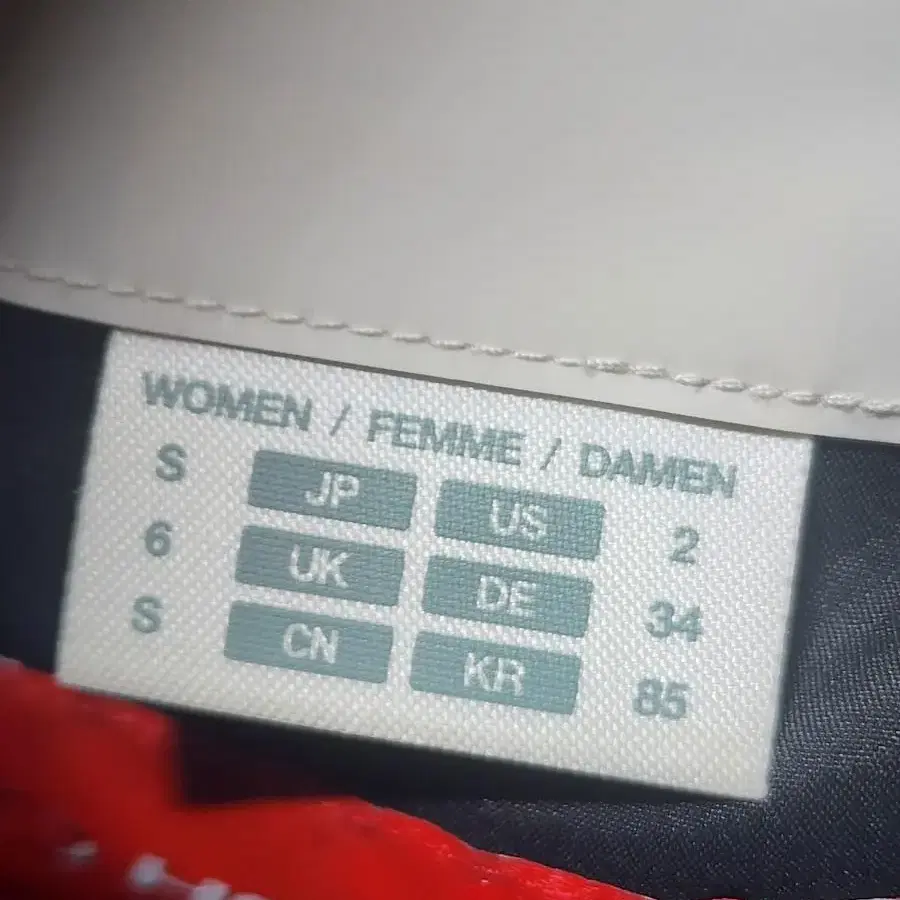 WOMEN / FEMME / DAMEN
S JP US 2
6 UK DE 34
S CN KR 85